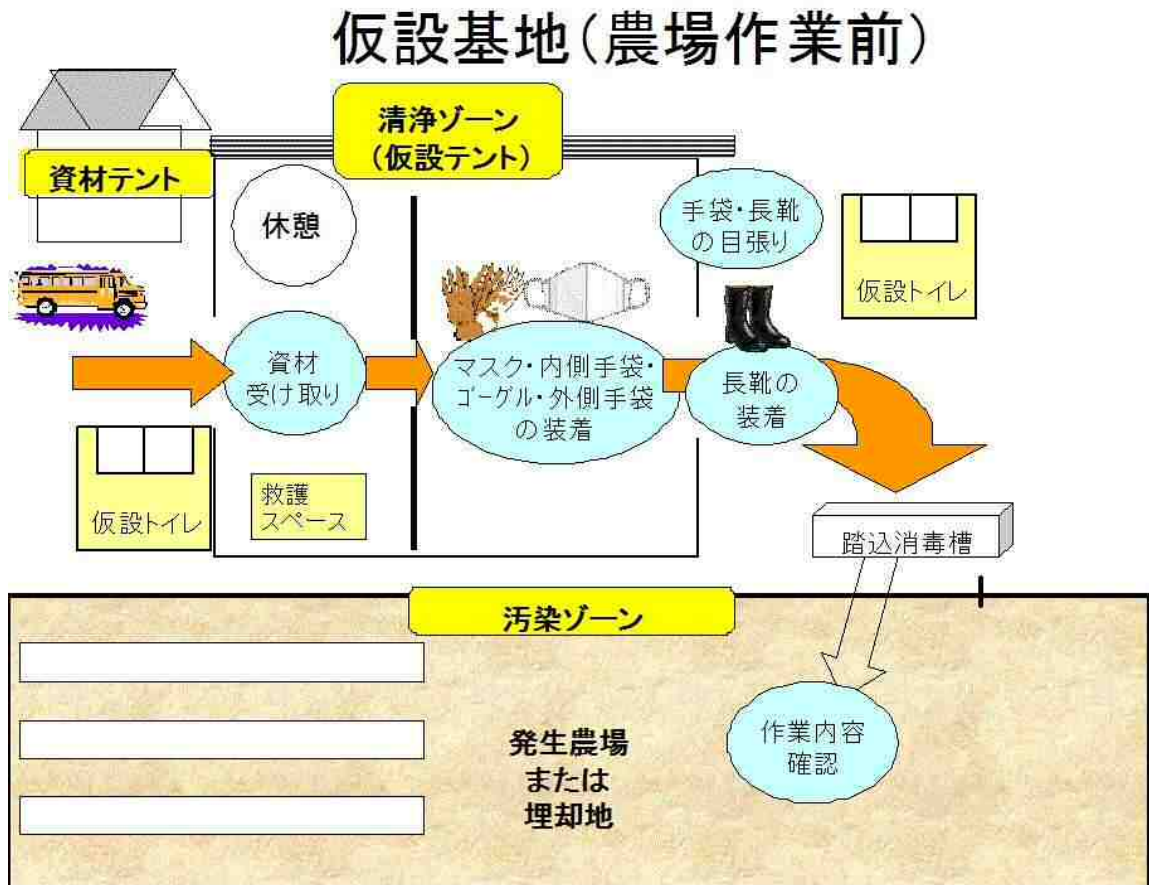 仮設基地(農場作業前)
清浄ゾーン
(仮設テント)
資材テント
休憩
手袋・長靴
の目張り
仮設トイレ
資材
受け取り
マスク・内側手袋・
ゴーグル・外側手袋
の装着
長靴の
装着
仮設トイレ
救護
スペース
踏込消毒槽
汚染ゾーン
発生農場
または
埋却地
作業内容
確認